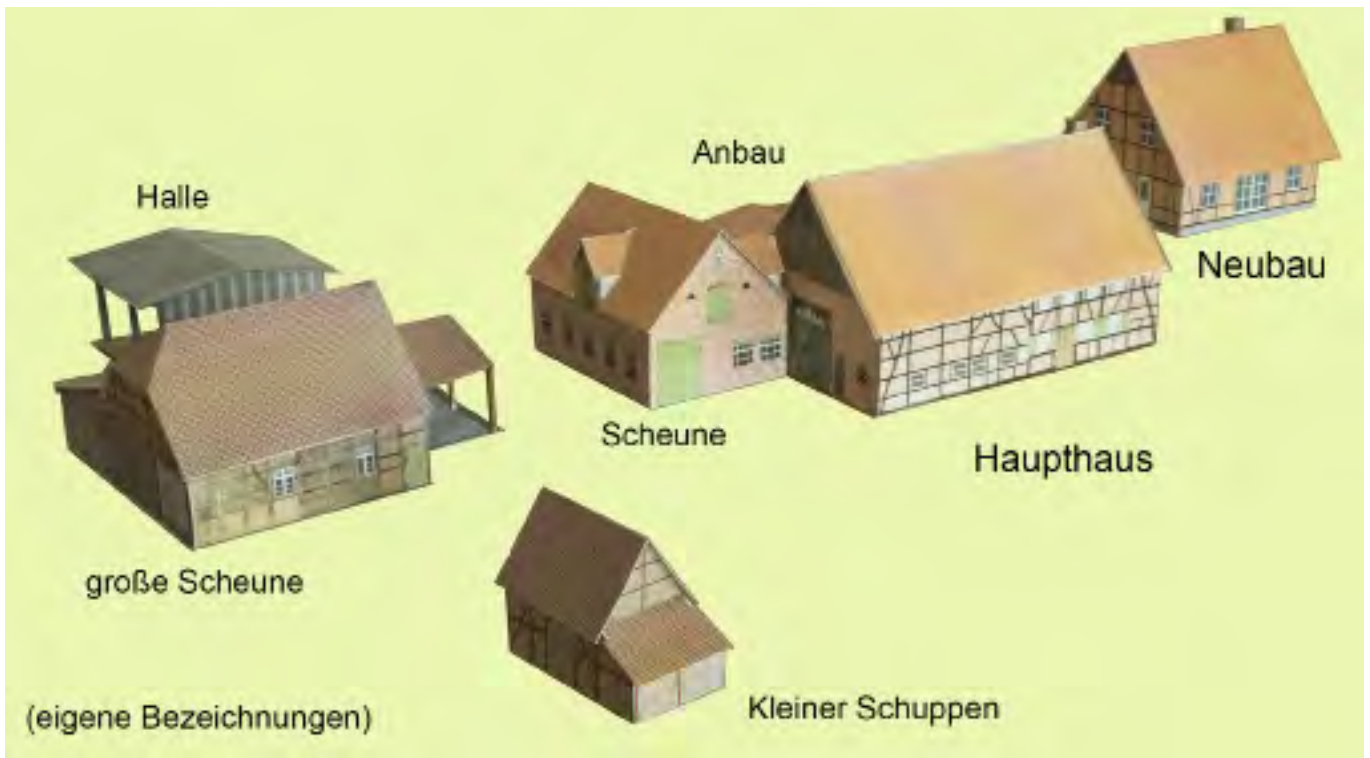 Anbau
Halle
Neubau
Scheune
Haupthaus
große Scheune
Kleiner Schuppen
(eigene Bezeichnungen)